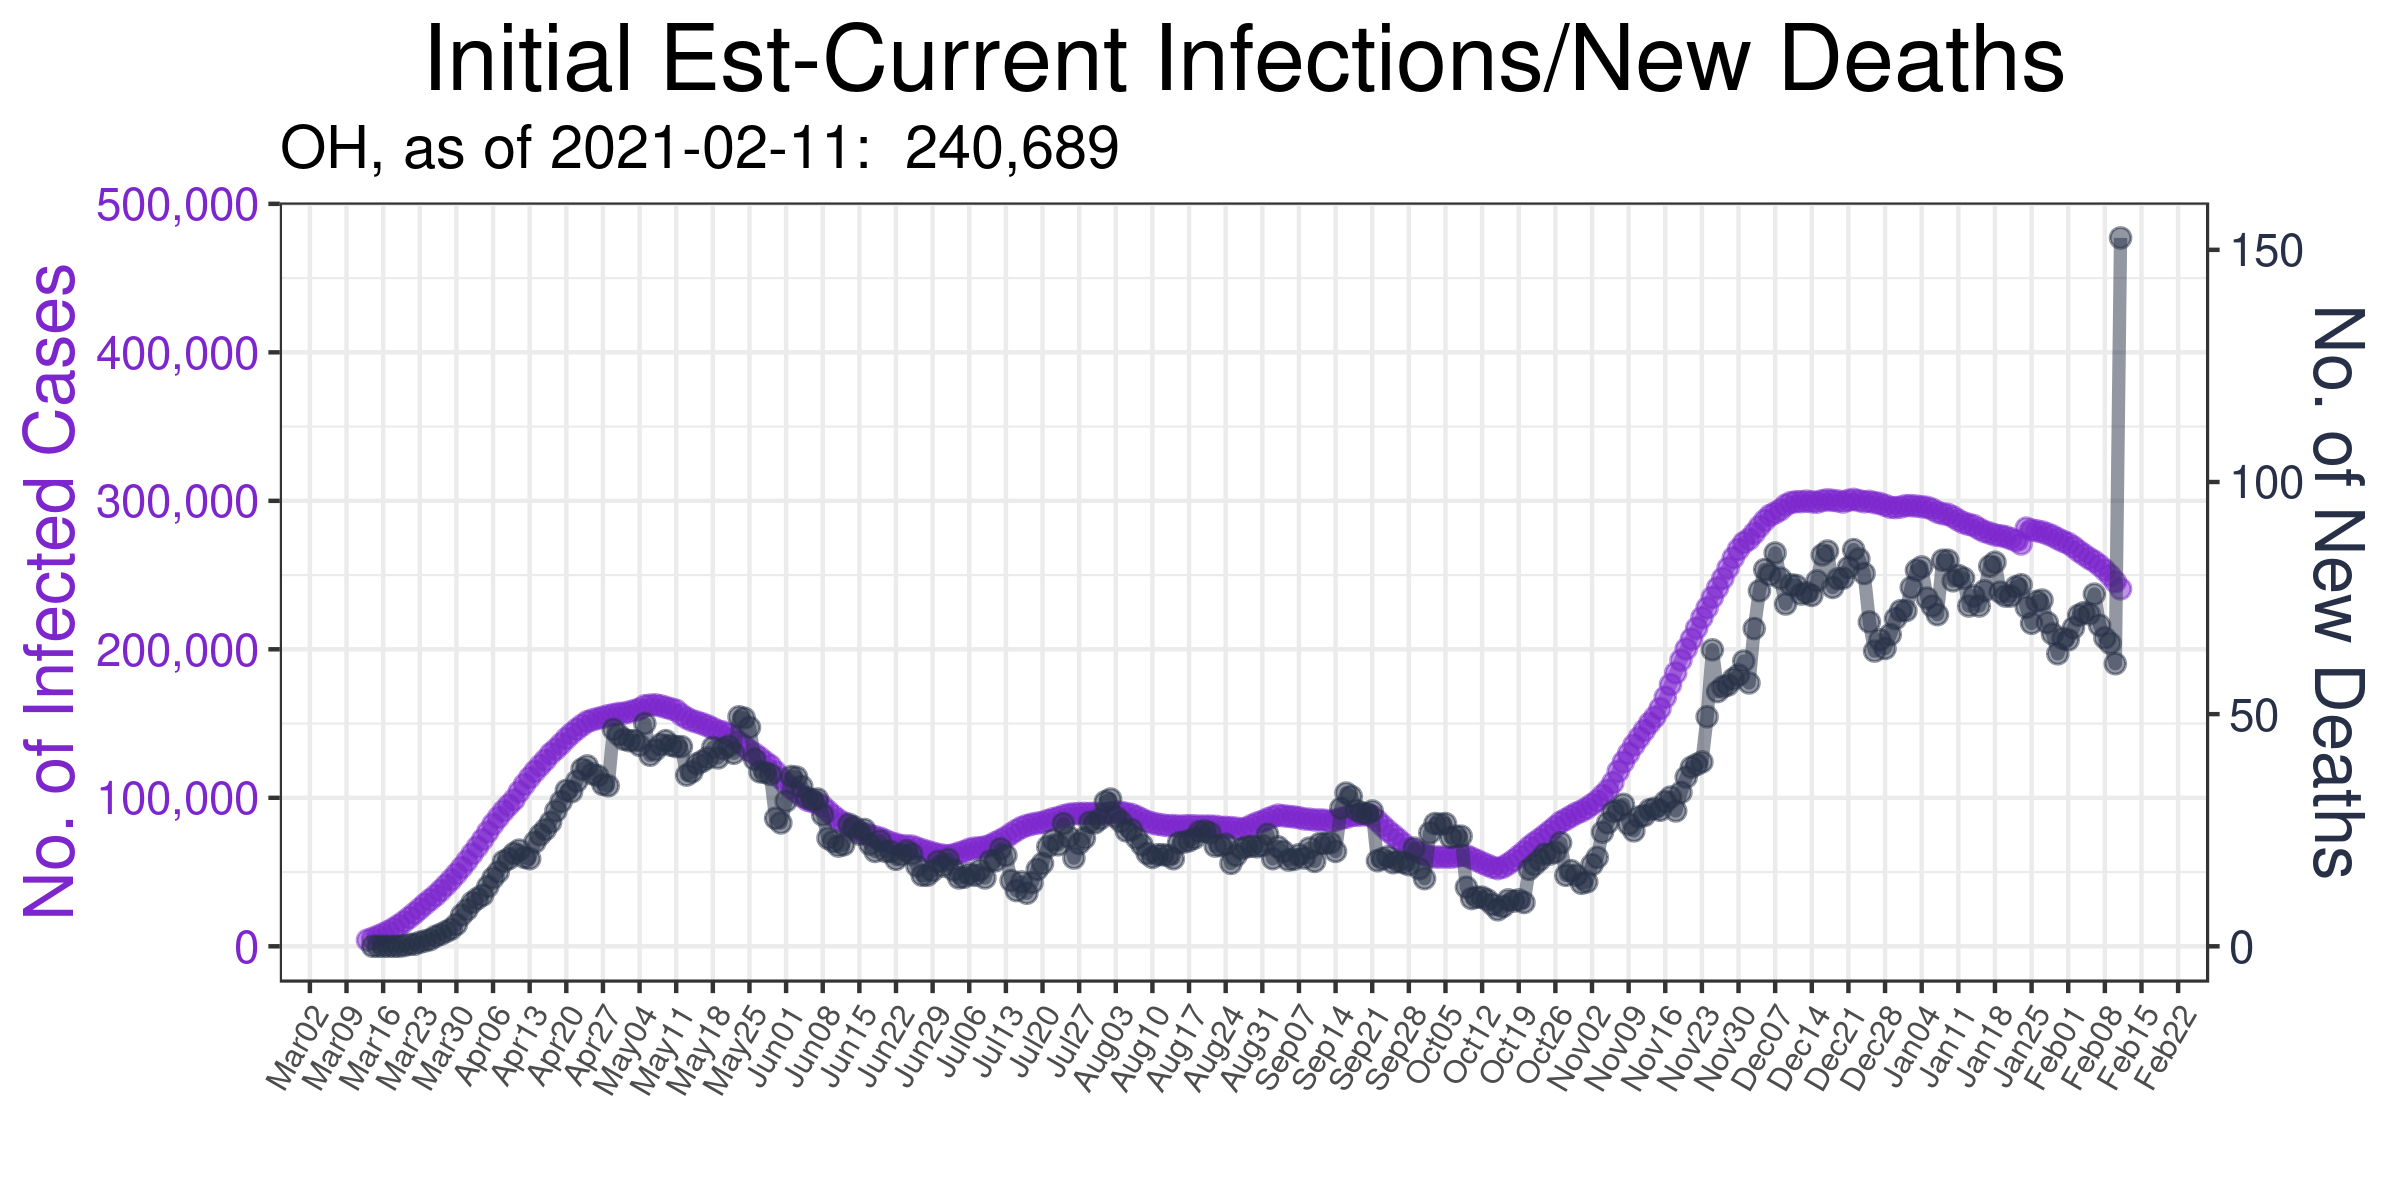 Initial Est-Current Infections/New Deaths
OH, as of 2021-02-11:  240,689
No. of Infected Cases
500,000
400,000
300,000
200,000
100,000
0
150
100
50
0
No. of New Deaths
Mar02
Mar09
Mar16
Mar23
Mar30
Apr06
Apr13
Apr20
Apr27
May04
May11
May18
May25
Jun01
Jun08
Jun15
Jun22
Jun29
Jul06
Jul13
Jul20
Jul27
Aug03
Aug10
Aug17
Aug24
Aug31
Sep07
Sep14
Sep21
Sep28
Oct05
Oct12
Oct19
Oct26
Nov02
Nov09
Nov16
Nov23
Nov30
Dec07
Dec14
Dec21
Dec28
Jan04
Jan11
Jan18
Jan25
Feb01
Feb08
Feb15
Feb22